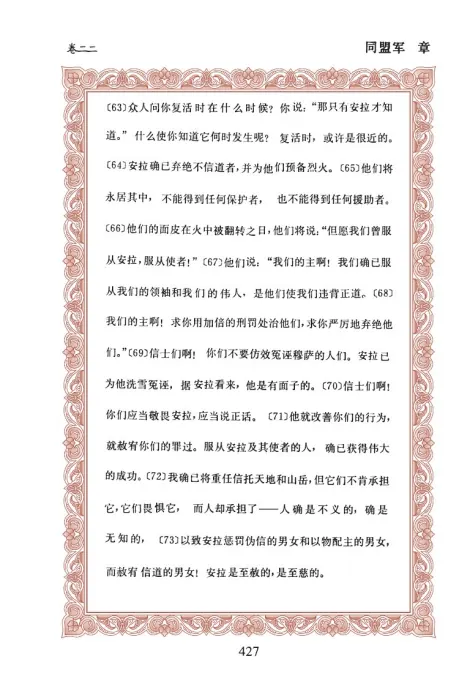 卷二二
同盟军 章
〔63〕众人问你复活时在什么时候？你说：“那只有安拉才知
道。” 什么使你知道它何时发生呢？ 复活时，或许是很近的。
〔64〕安拉确已弃绝不信道者，并为他们预备烈火。〔65〕他们将
永居其中， 不能得到任何保护者， 也不能得到任何援助者。
〔66〕他们的面皮在火中被翻转之日，他们将说：“但愿我们曾服
从安拉，服从使者！”〔67〕他们说：“我们的主啊！我们确已服
从我们的领袖和我们的伟人，是他们使我们违背正道。〔68〕
我们的主啊！求你用加倍的刑罚处治他们，求你严厉地弃绝他
们。”〔69〕信士们啊！ 你们不要仿效冤诬穆萨的人们。安拉已
为他洗雪冤诬，据安拉看来，他是有面子的。〔70〕信士们啊！
你们应当敬畏安拉，应当说正话。〔71〕他就改善你们的行为，
就赦宥你们的罪过。服从安拉及其使者的人， 确已获得伟大
的成功。〔72〕我确已将重任信托天地和山岳，但它们不肯承担
它，它们畏惧它， 而人却承担了——人确是不义的，确是
无知的，〔73〕以致安拉惩罚伪信的男女和以物配主的男女，
而赦宥信道的男女！安拉是至赦的，是至慈的。
427